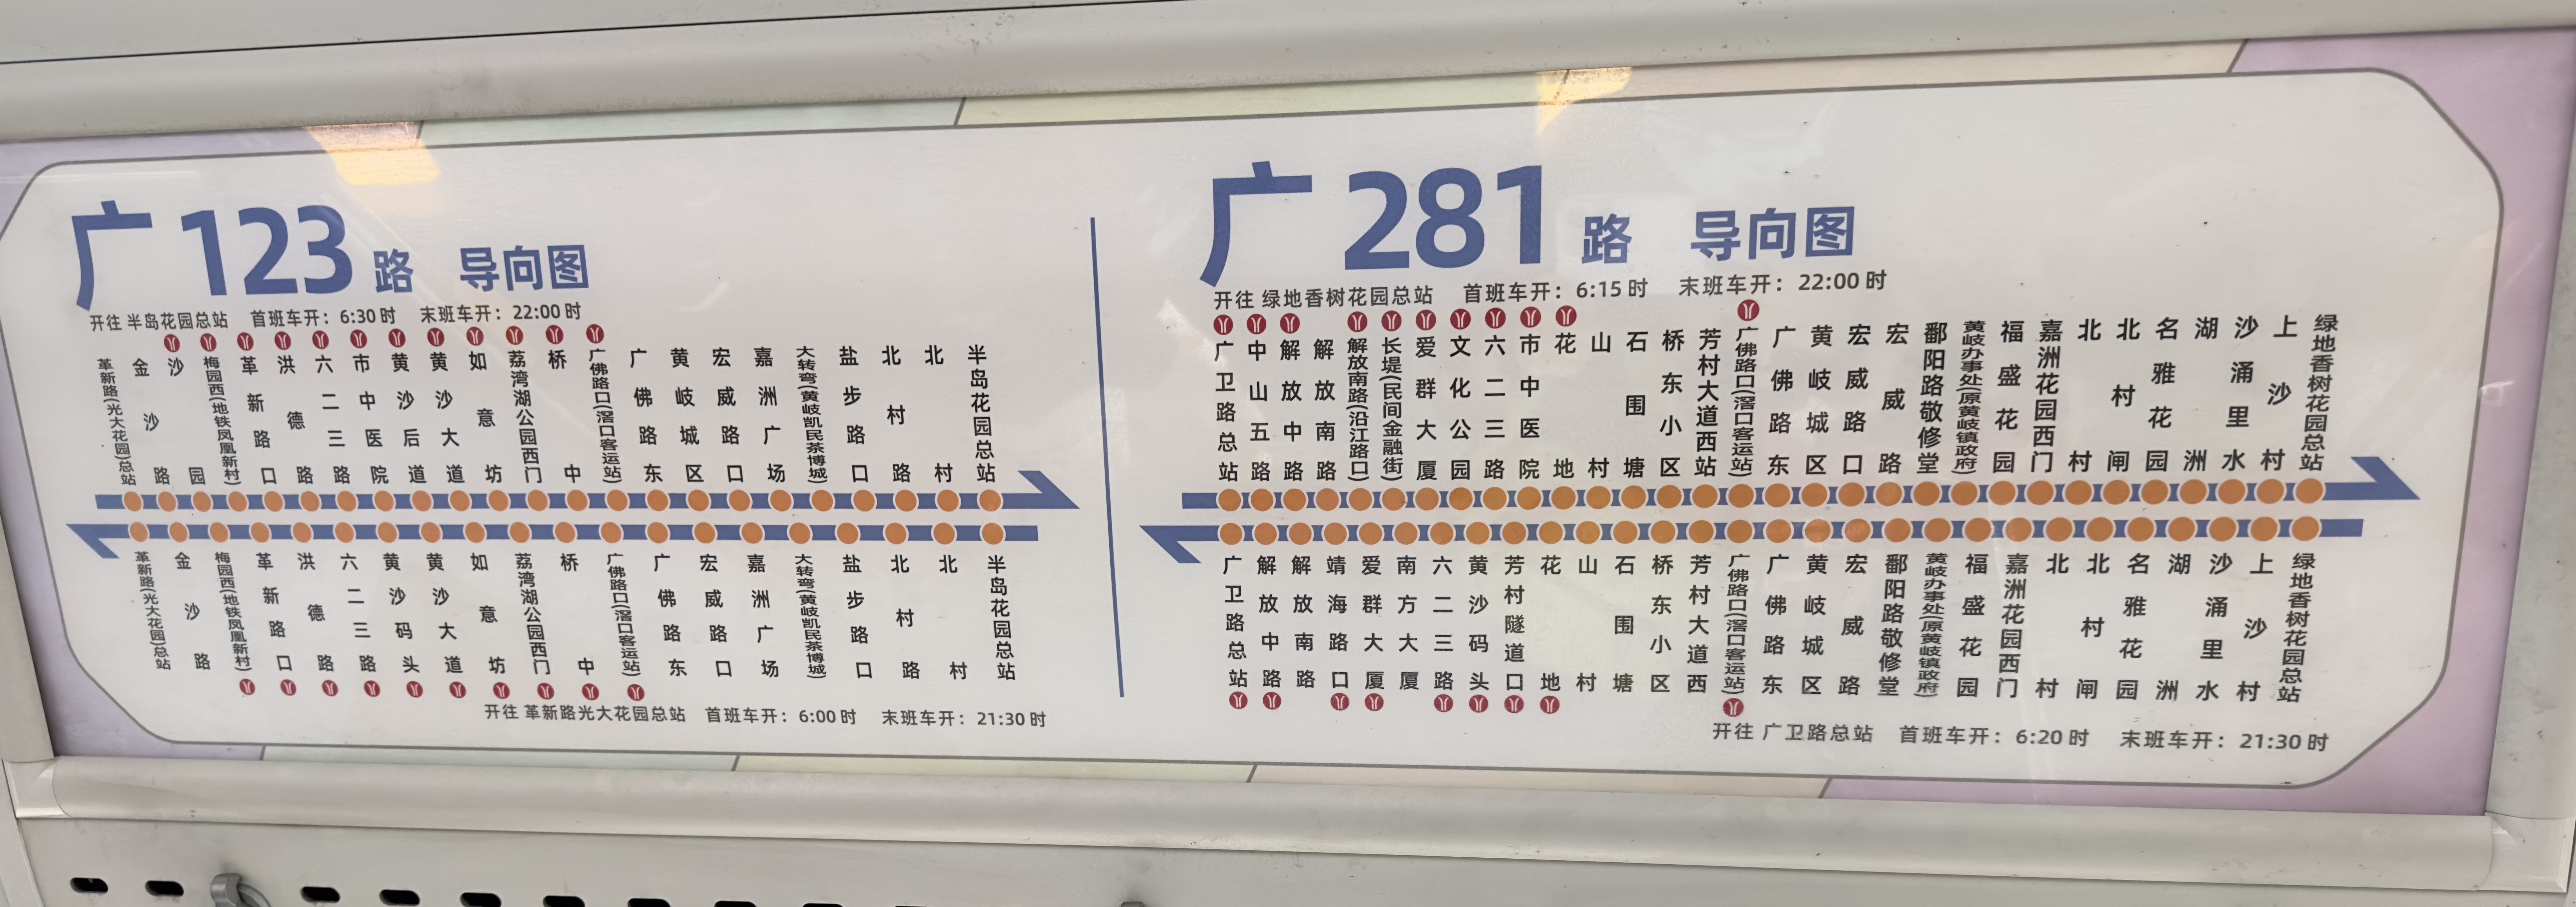 广 123 路 导向图
开往 半岛花园总站 首班车开：6:30 时 末班车开：22:00 时
革新路(光大花园)总站
金沙路
沙园
梅园西(地铁凤凰新村)
革新路口
洪德路
六二三路
市中医院
黄沙后道
黄沙大道
如意坊
荔湾湖公园西门
桥中
广佛路口(滘口客运站)
广佛路东
黄岐城区
宏威路口
嘉洲广场
大转弯(黄岐凯民茶博城)
盐步路口
北村路
北村
半岛花园总站
革新路(光大花园)总站
金沙路
梅园西(地铁凤凰新村)
革新路口
洪德路
六二三路
黄沙码头
黄沙大道
如意坊
荔湾湖公园西门
桥中
广佛路口(滘口客运站)
广佛路东
宏威路口
嘉洲广场
大转弯(黄岐凯民茶博城)
盐步路口
北村路
北村
半岛花园总站
开往 革新路光大花园总站 首班车开：6:00 时 末班车开：21:30 时
广 281 路 导向图
开往 绿地香树花园总站 首班车开：6:15 时 末班车开：22:00 时
广卫路总站
中山五路
解放中路
解放南路
解放南路(沿江路口)
长堤(民间金融街)
爱群大厦
文化公园
六二三路
市中医院
花地
山村
石围塘
桥东小区
芳村大道西站
广佛路口(滘口客运站)
广佛路东
黄岐城区
宏威路口
宏威路
鄱阳路敬修堂
黄岐办事处(原黄岐镇政府)
福盛花园
嘉洲花园西门
北村
北村闸
名雅花园
湖洲
沙涌里水
上沙村
绿地香树花园总站
广卫路总站
解放中路
解放南路
靖海路口
爱群大厦
南方大厦
六二三路
黄沙码头
芳村隧道口
花地
山村
石围塘
桥东小区
芳村大道西
广佛路口(滘口客运站)
广佛路东
黄岐城区
宏威路
鄱阳路敬修堂
黄岐办事处(原黄岐镇政府)
福盛花园
嘉洲花园西门
北村
北村闸
名雅花园
湖洲
沙涌里水
上沙村
绿地香树花园总站
开往 广卫路总站 首班车开：6:20 时 末班车开：21:30 时